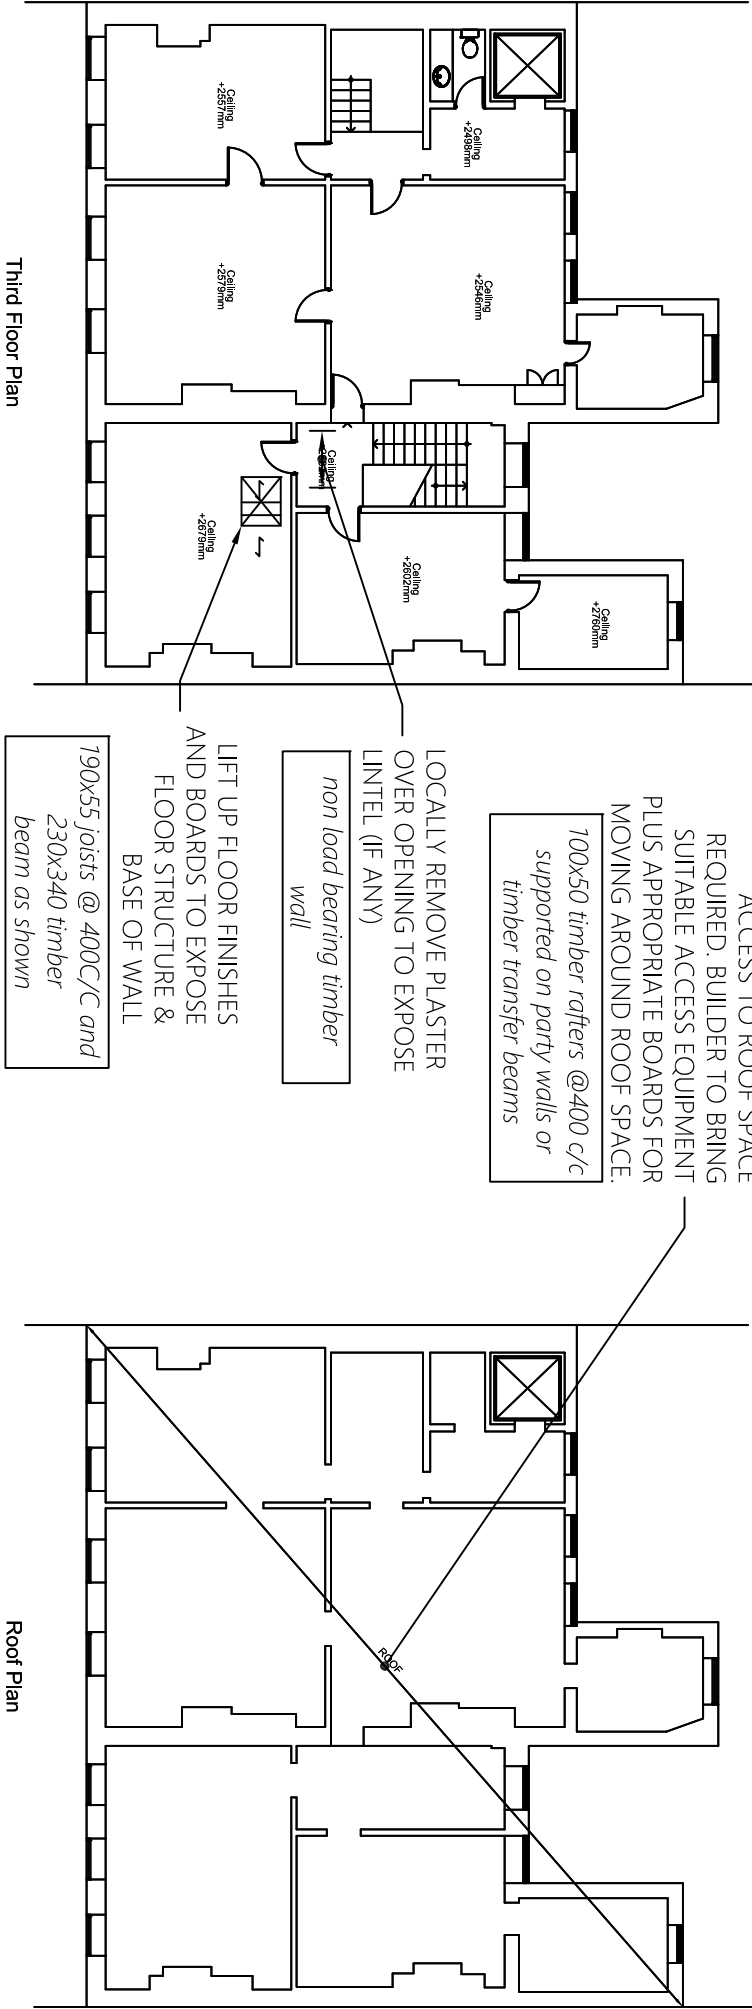 Ceiling
+2760mm
Ceiling
+2498mm
Ceiling
+2546mm
Ceiling
+2602mm
Ceiling
Ceiling
+2557mm
Ceiling
+2579mm
Ceiling
+2679mm
Third Floor Plan
ACCESS TO ROOF SPACE
REQUIRED. BUILDER TO BRING
SUITABLE ACCESS EQUIPMENT
PLUS APPROPRIATE BOARDS FOR
MOVING AROUND ROOF SPACE.
100x50 timber rafters @400 c/c
supported on party walls or
timber transfer beams
LOCALLY REMOVE PLASTER
OVER OPENING TO EXPOSE
LINTEL (IF ANY)
non load bearing timber
wall
LIFT UP FLOOR FINISHES
AND BOARDS TO EXPOSE
FLOOR STRUCTURE &
BASE OF WALL
190x55 joists @ 400C/C and
230x340 timber
beam as shown
ROOF
Roof Plan